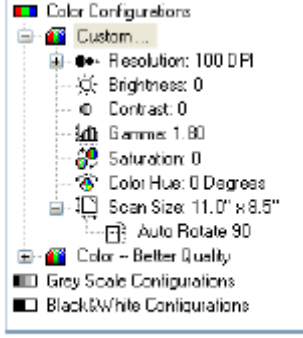 Color Configurations
Custom...
Resolution: 100 DPI
Brightness: 0
Contrast: 0
Gamma: 1.80
Saturation: 0
Color Hue: 0 Degrees
Scan Size: 11.0" x 8.5"
Auto Rotate 90
Color -- Better Quality
Grey Scale Configurations
Black&White Configurations